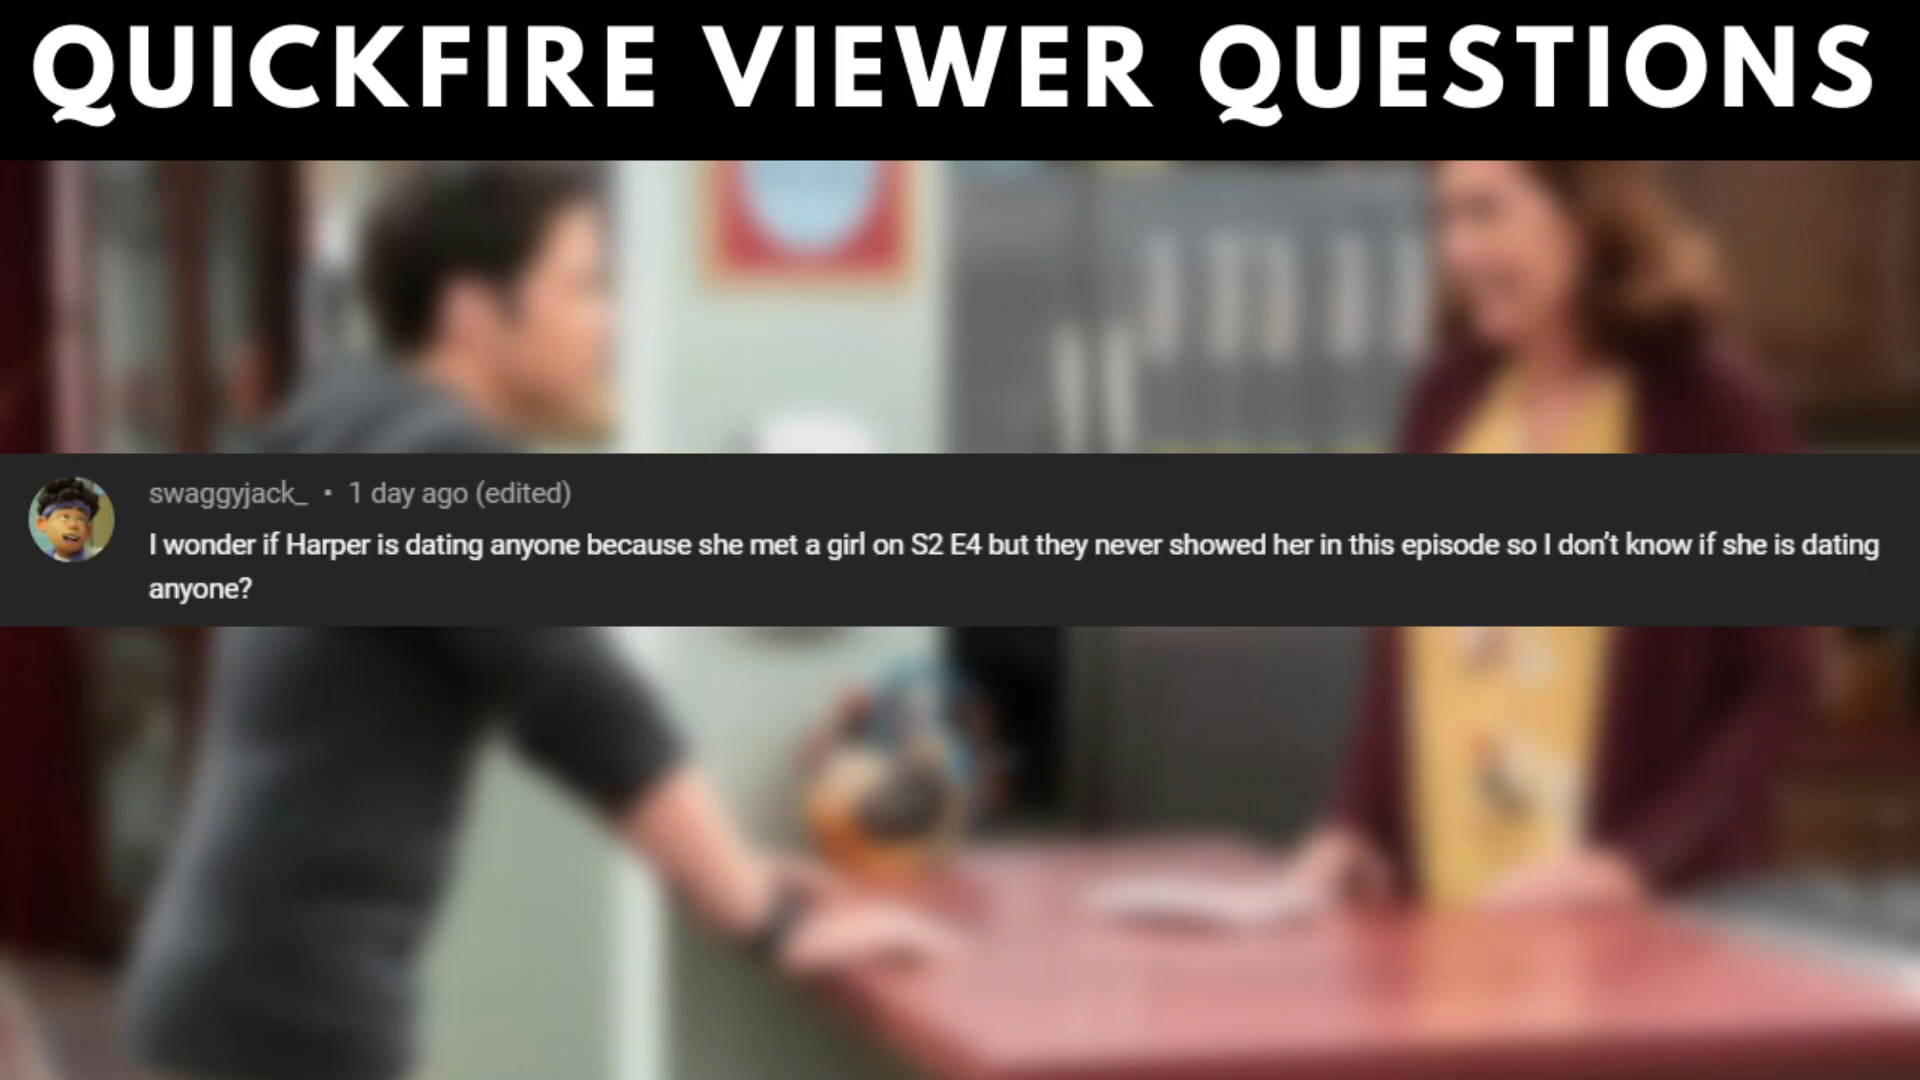 QUICKFIRE VIEWER QUESTIONS
swaggyjack_ • 1 day ago (edited)
I wonder if Harper is dating anyone because she met a girl on S2 E4 but they never showed her in this episode so I don’t know if she is dating
anyone?